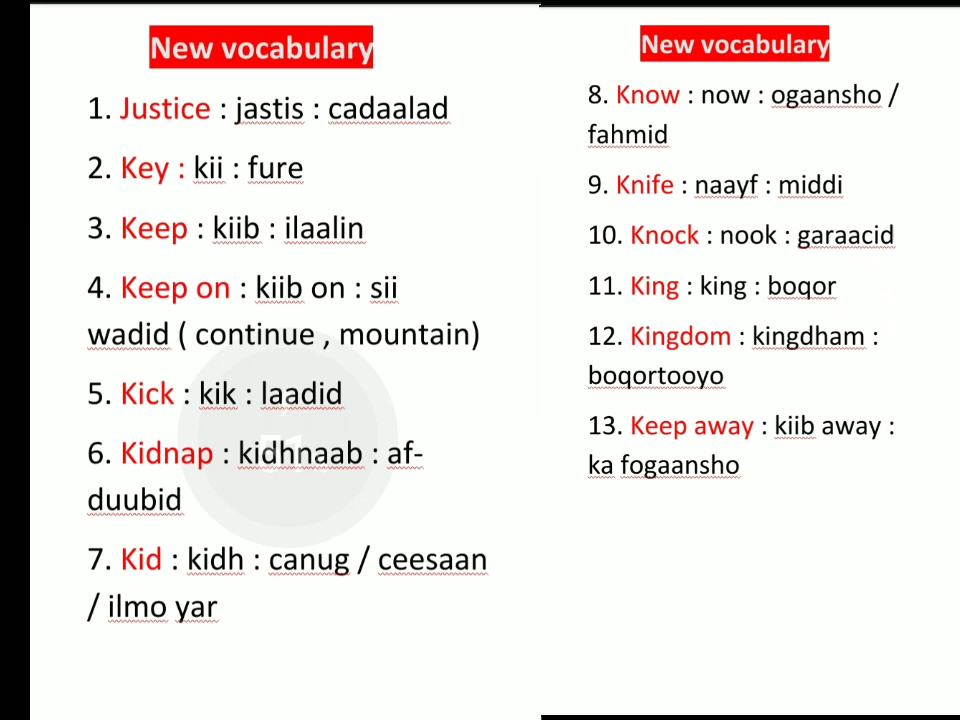 New vocabulary
1. Justice : jastis : cadaalad
2. Key : kii : fure
3. Keep : kiib : ilaalin
4. Keep on : kiib on : sii
wadid ( continue , mountain)
5. Kick : kik : laadid
6. Kidnap : kidhnaab : af-
duubid
7. Kid : kidh : canug / ceesaan
/ ilmo yar
New vocabulary
8. Know : now : ogaansho /
fahmid
9. Knife : naayf : middi
10. Knock : nook : garaacid
11. King : king : boqor
12. Kingdom : kingdham :
boqortooyo
13. Keep away : kiib away :
ka fogaansho